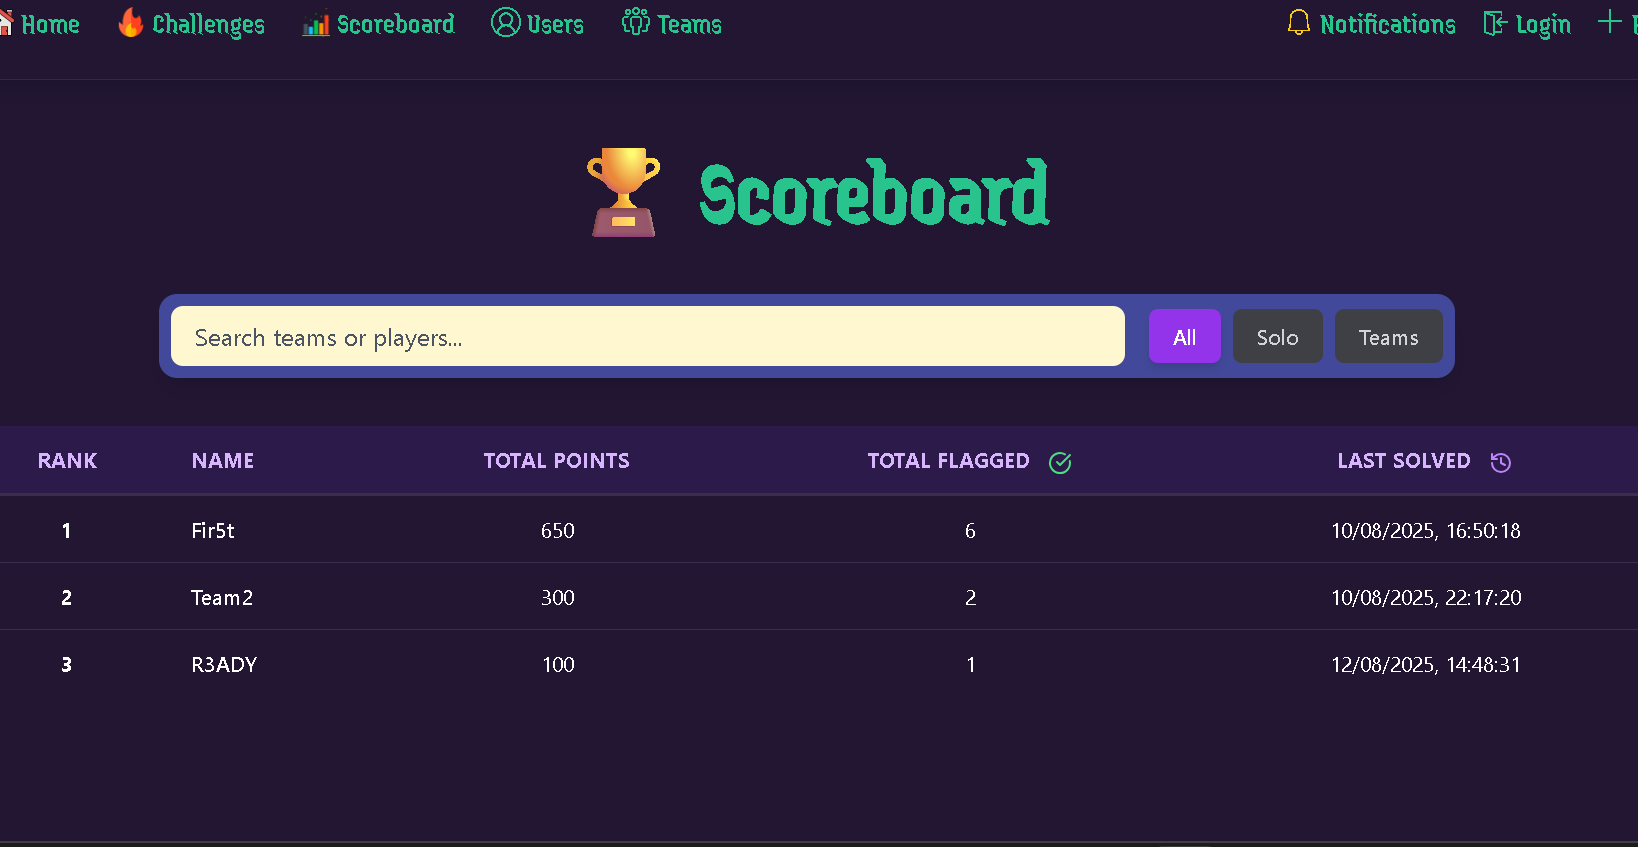 Home Challenges Scoreboard Users Teams Notifications Login
Scoreboard
Search teams or players... All Solo Teams
RANK NAME TOTAL POINTS TOTAL FLAGGED LAST SOLVED
1 Fir5t 650 6 10/08/2025, 16:50:18
2 Team2 300 2 10/08/2025, 22:17:20
3 R3ADY 100 1 12/08/2025, 14:48:31